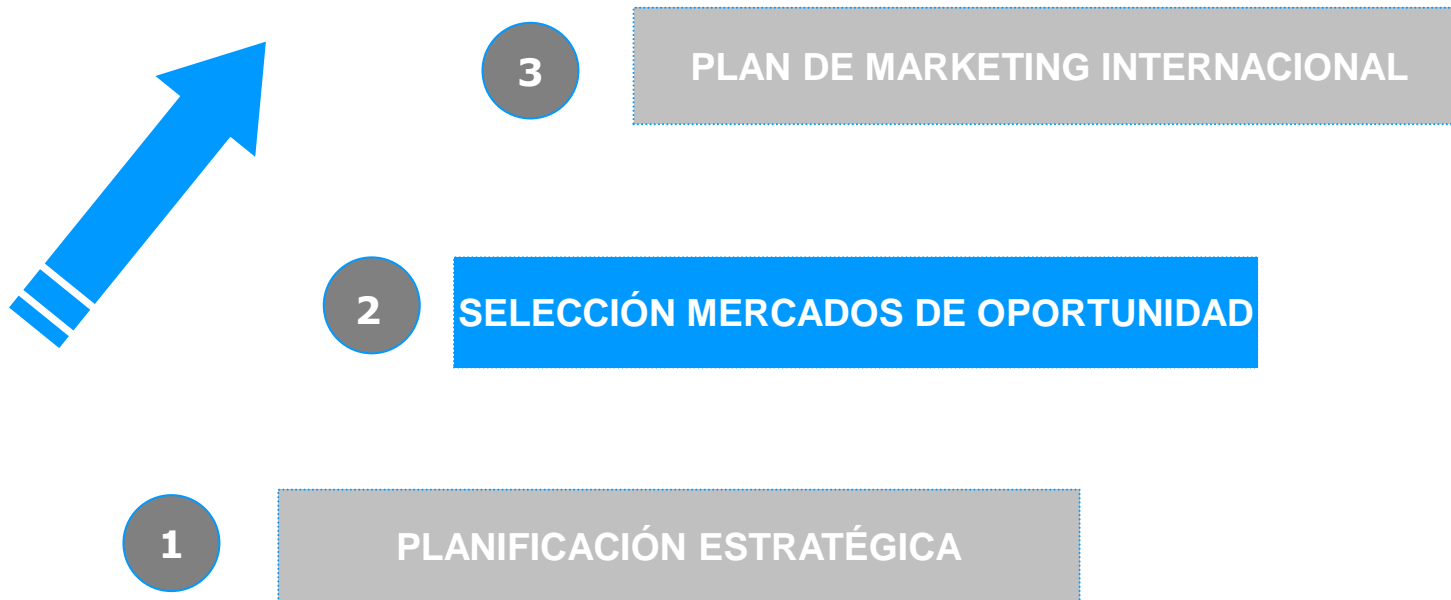 3
PLAN DE MARKETING INTERNACIONAL
2
SELECCIÓN MERCADOS DE OPORTUNIDAD
1
PLANIFICACIÓN ESTRATÉGICA